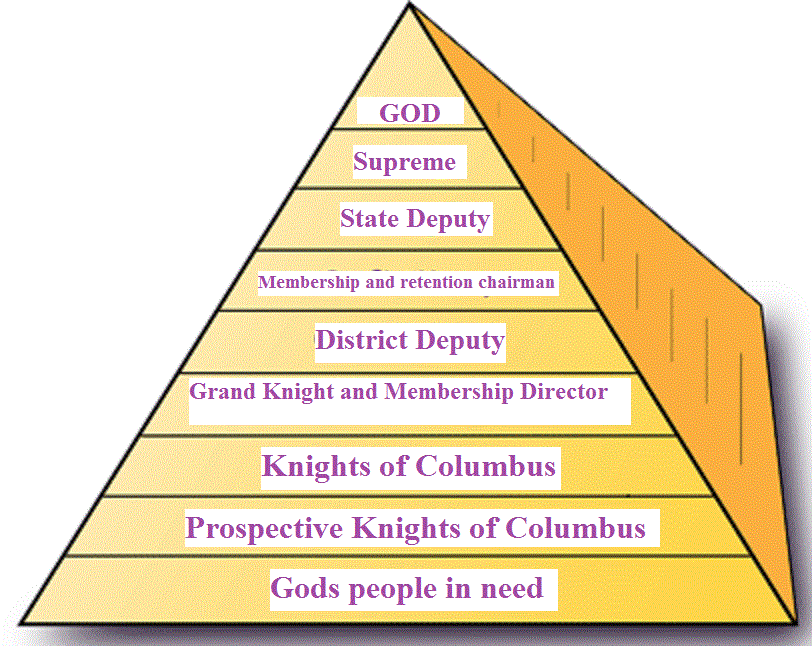 GOD
Supreme
State Deputy
Membership and retention chairman
District Deputy
Grand Knight and Membership Director
Knights of Columbus
Prospective Knights of Columbus
Gods people in need